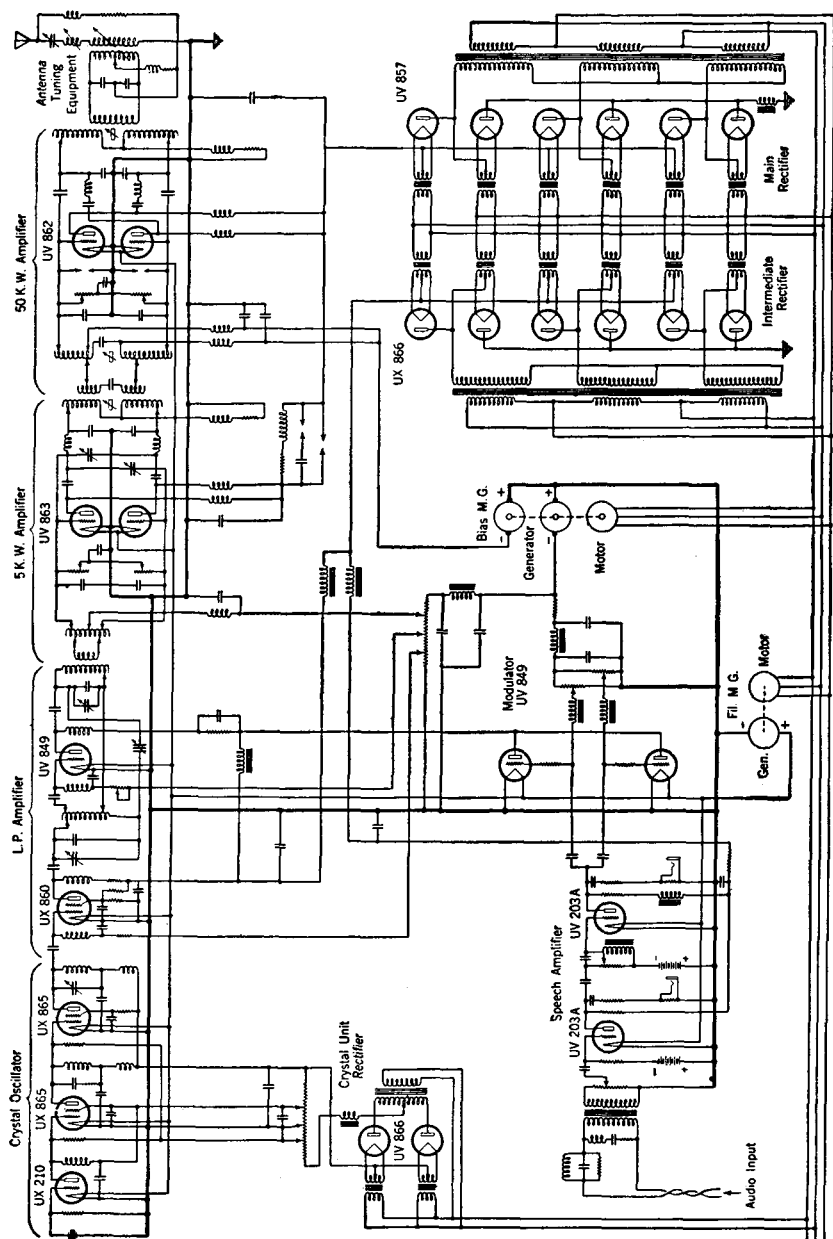 Crystal Oscillator
L.P. Amplifier
5 K.W. Amplifier
50 K.W. Amplifier
Antenna
Tuning
Equipment
UX 210
UX 865
UX 865
UX 860
UV 849
UV 863
UV 862
Crystal Unit
Rectifier
UV 866
Modulator
UV 849
Bias M.G.
-
+
Generator
-
+
Motor
UX 866
UV 857
Intermediate Rectifier
Main
Rectifier
Audio Input
Speech Amplifier
UV 203A
UV 203A
-
+
-
+
Fil. M.G.
Motor
Gen.
-
+